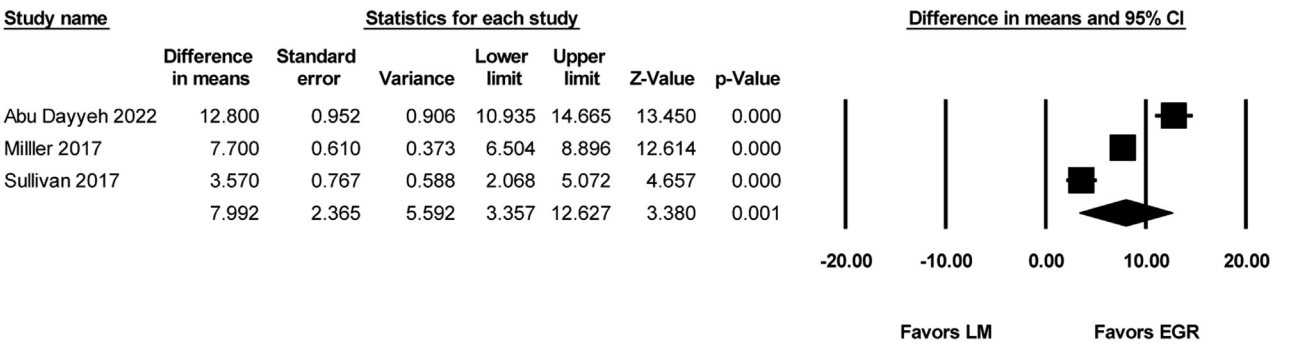 Study name Statistics for each study Difference in means and 95% CI
Difference Standard Lower Upper
in means error Variance limit limit Z-Value p-Value
Abu Dayyeh 2022 12.800 0.952 0.906 10.935 14.665 13.450 0.000
Milller 2017 7.700 0.610 0.373 6.504 8.896 12.614 0.000
Sullivan 2017 3.570 0.767 0.588 2.068 5.072 4.657 0.000
7.992 2.365 5.592 3.357 12.627 3.380 0.001
-20.00 -10.00 0.00 10.00 20.00
Favors LM Favors EGR